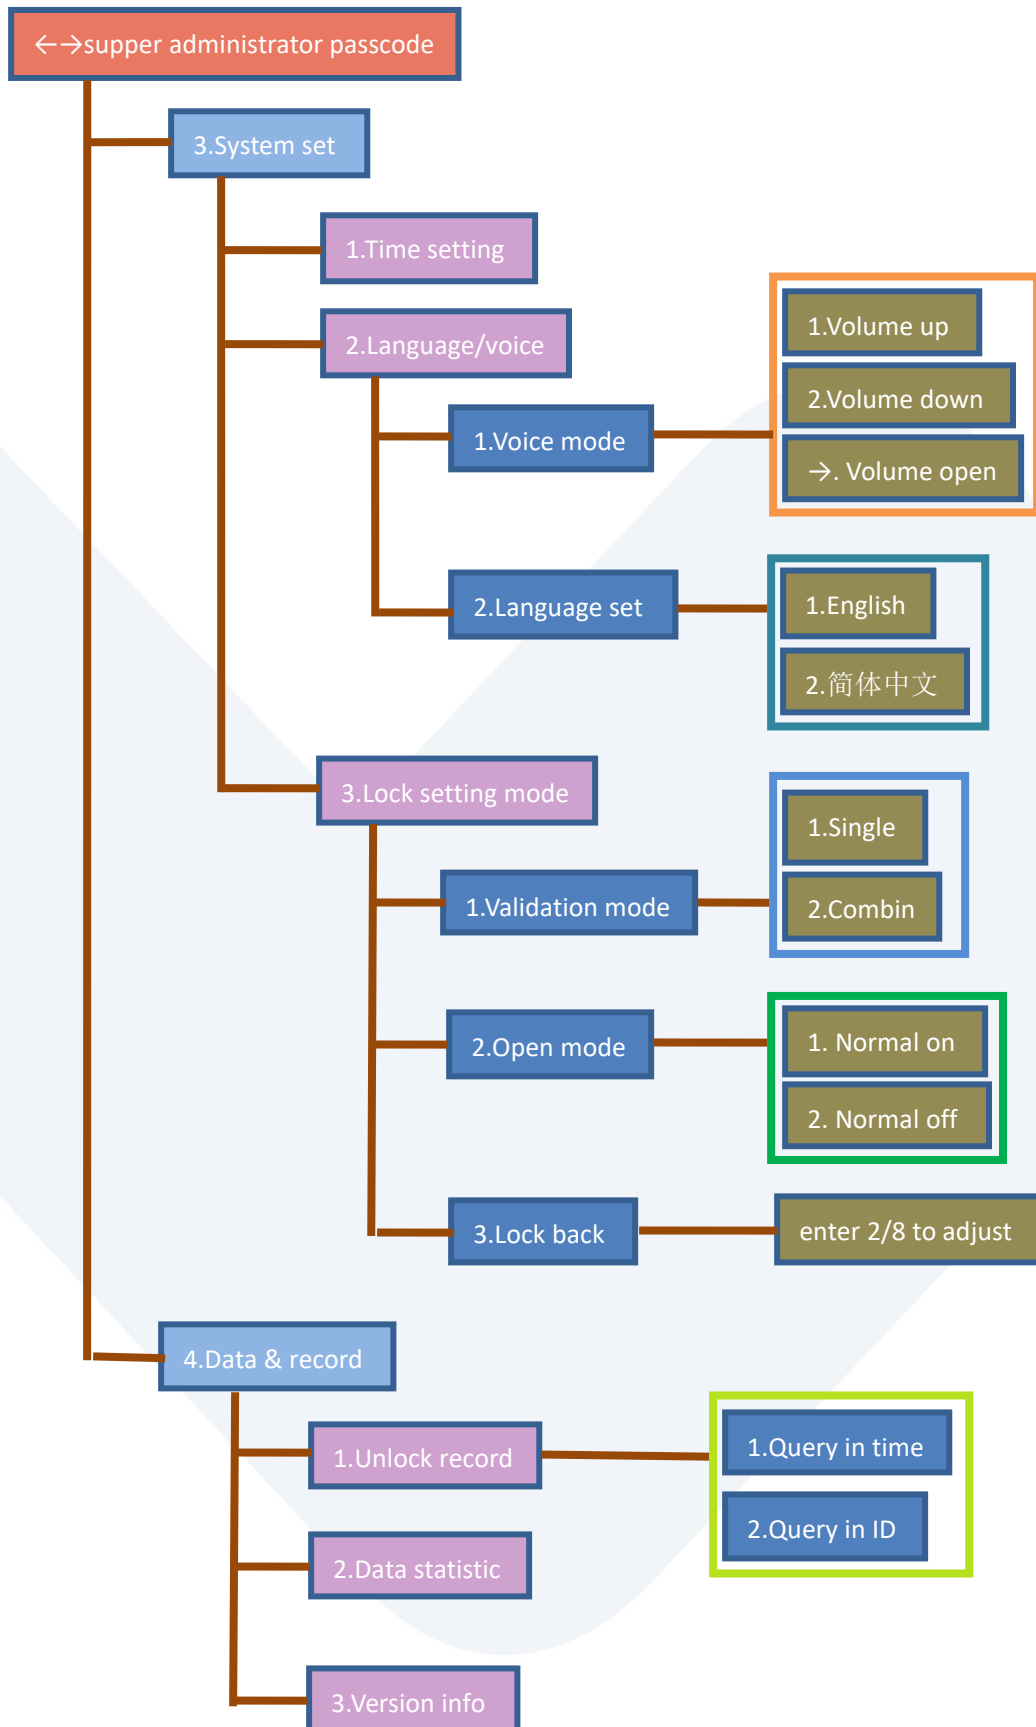 ←→supper administrator passcode
3.System set
1.Time setting
2.Language/voice
1.Voice mode
1.Volume up
2.Volume down
→. Volume open
2.Language set
1.English
2.简体中文
3.Lock setting mode
1.Validation mode
1.Single
2.Combin
2.Open mode
1. Normal on
2. Normal off
3.Lock back
enter 2/8 to adjust
4.Data & record
1.Unlock record
1.Query in time
2.Query in ID
2.Data statistic
3.Version info